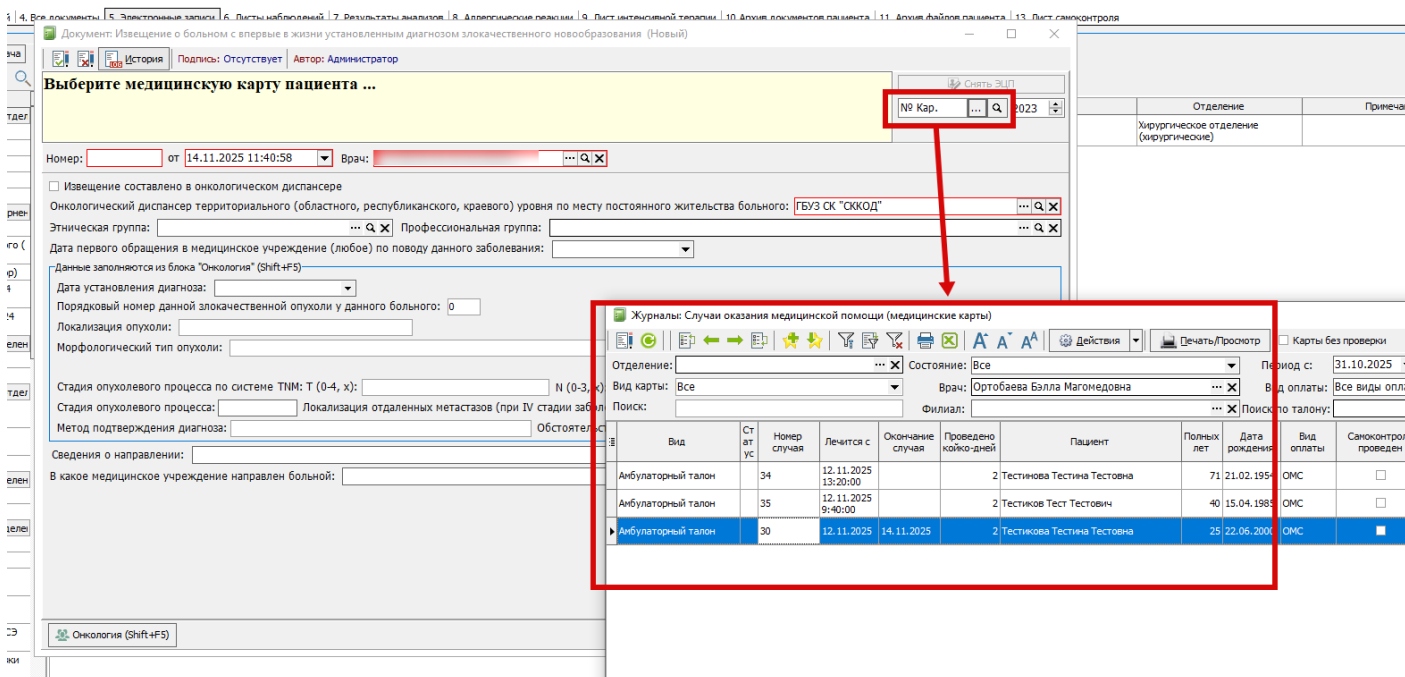 й 4. Все документы 5. Электронные записи 6. Листы наблюдений 7. Результаты анализов 8. Аллергические реакции 9. Лист интенсивной терапии 10. Архив документов пациента 11. Архив файлов пациента 13. Лист самоконтроля
Документ: Извещение о больном с впервые в жизни установленным диагнозом злокачественного новообразования (Новый)
История Подпись: Отсутствует Автор: Администратор
Выберите медицинскую карту пациента ...
Снять ЭЦП
№ Кар. ... 2023
Отделение Примеча
Хирургическое отделение
(хирургические)
Номер: от 14.11.2025 11:40:58 Врач:
Извещение составлено в онкологическом диспансере
Онкологический диспансер территориального (областного, республиканского, краевого) уровня по месту постоянного жительства больного: ГБУЗ СК "СККОД"
Этническая группа: Профессиональная группа:
Дата первого обращения в медицинское учреждение (любое) по поводу данного заболевания:
Данные заполняются из блока "Онкология" (Shift+F5)
Дата установления диагноза:
Порядковый номер данной злокачественной опухоли у данного больного: 0
Локализация опухоли:
Морфологический тип опухоли:
Стадия опухолевого процесса по системе TNM: T (0-4, x): N (0-3, x)
Стадия опухолевого процесса: Локализация отдаленных метастазов (при IV стадии забол
Метод подтверждения диагноза: Обстоятельс
Сведения о направлении:
В какое медицинское учреждение направлен больной:
Онкология (Shift+F5)
Журналы: Случаи оказания медицинской помощи (медицинские карты)
Действия Печать/Просмотр Карты без проверки
Отделение: Состояние: Все Период с: 31.10.2025
Вид карты: Все Врач: Ортобаева Бэлла Магомедовна Вид оплаты: Все виды опла
Поиск: Филиал: Поиск по талону:
Вид Статус Номер случая Лечится с Окончание случая Проведено койко-дней Пациент Полных лет Дата рождения Вид оплаты Самоконтрол проведен
Амбулаторный талон 34 12.11.2025 13:20:00 2 Тестинова Тестина Тестовна 71 21.02.1954 ОМС
Амбулаторный талон 35 12.11.2025 9:40:00 2 Тестиков Тест Тестович 40 15.04.1985 ОМС
Амбулаторный талон 30 12.11.2025 14.11.2025 2 Тестикова Тестина Тестовна 25 22.06.2000 ОМС